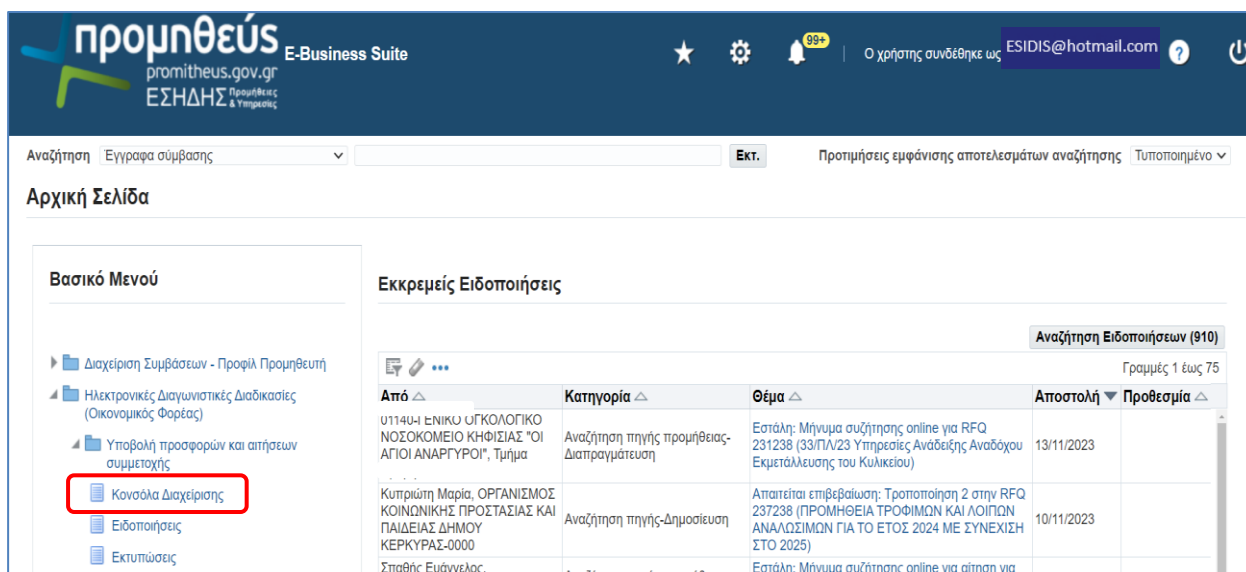 προμηθεύς
promitheus.gov.gr
ΕΣΗΔΗΣ Προμήθειες & Υπηρεσίες
E-Business Suite
99+
Ο χρήστης συνδέθηκε ως ESIDIS@hotmail.com ?
Αναζήτηση Έγγραφα σύμβασης Εκτ. Προτιμήσεις εμφάνισης αποτελεσμάτων αναζήτησης Τυποποιημένο
Αρχική Σελίδα
Βασικό Μενού
Διαχείριση Συμβάσεων - Προφίλ Προμηθευτή
Ηλεκτρονικές Διαγωνιστικές Διαδικασίες
(Οικονομικός Φορέας)
Υποβολή προσφορών και αιτήσεων
συμμετοχής
Κονσόλα Διαχείρισης
Ειδοποιήσεις
Εκτυπώσεις
Εκκρεμείς Ειδοποιήσεις
Αναζήτηση Ειδοποιήσεων (910)
Γραμμές 1 έως 75
Από Κατηγορία Θέμα Αποστολή Προθεσμία
01140-ΓΕΝΙΚΟ ΟΓΚΟΛΟΓΙΚΟ
ΝΟΣΟΚΟΜΕΙΟ ΚΗΦΙΣΙΑΣ "ΟΙ
ΑΓΙΟΙ ΑΝΑΡΓΥΡΟΙ", Τμήμα
Αναζήτηση πηγής προμήθειας-
Διαπραγμάτευση
Εστάλη: Μήνυμα συζήτησης online για RFQ
231238 (33/ΠΛ/23 Υπηρεσίες Ανάδειξης Αναδόχου
Εκμετάλλευσης του Κυλικείου)
13/11/2023
Κυπριώτη Μαρία, ΟΡΓΑΝΙΣΜΟΣ
ΚΟΙΝΩΝΙΚΗΣ ΠΡΟΣΤΑΣΙΑΣ ΚΑΙ
ΠΑΙΔΕΙΑΣ ΔΗΜΟΥ
ΚΕΡΚΥΡΑΣ-0000
Αναζήτηση πηγής-Δημοσίευση
Απαιτείται επιβεβαίωση: Τροποποίηση 2 στην RFQ
237238 (ΠΡΟΜΗΘΕΙΑ ΤΡΟΦΙΜΩΝ ΚΑΙ ΛΟΙΠΩΝ
ΑΝΑΛΩΣΙΜΩΝ ΓΙΑ ΤΟ ΕΤΟΣ 2024 ΜΕ ΣΥΝΕΧΙΣΗ
ΣΤΟ 2025)
10/11/2023
Σπαθής Ευάγγελος,
Εστάλη: Μήνυμα συζήτησης online για αίτηση για